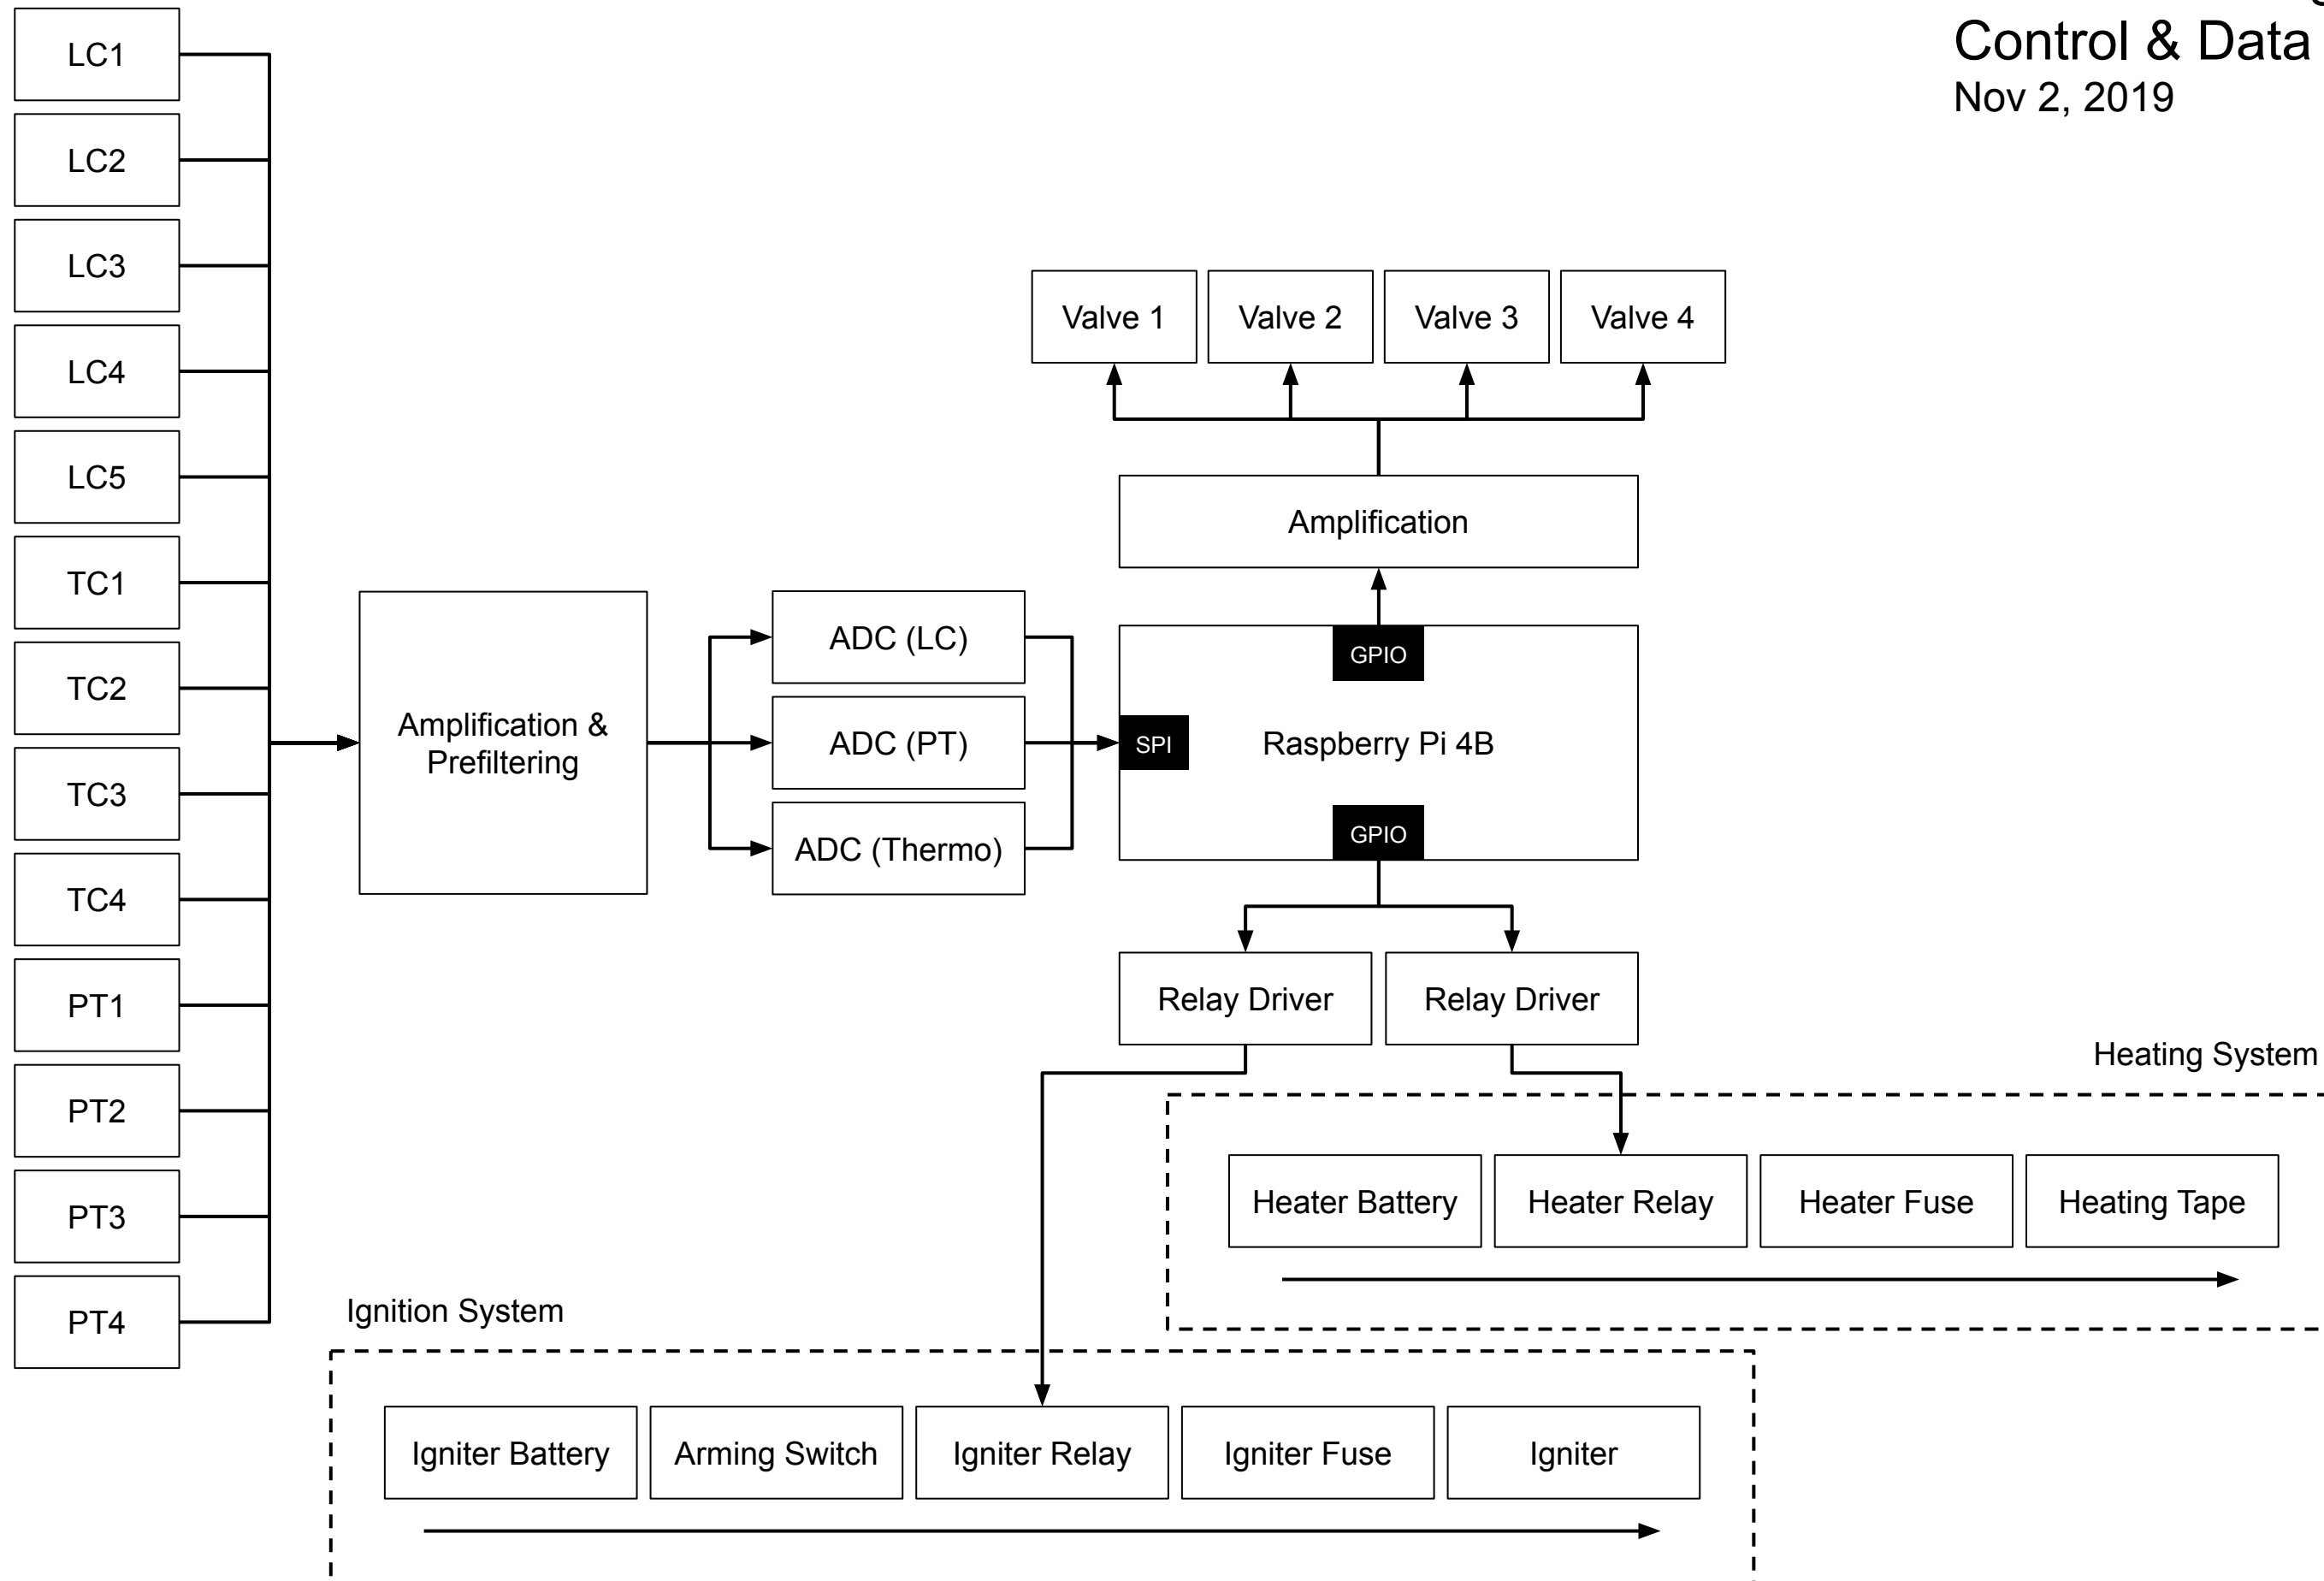 Control & Data
Nov 2, 2019
LC1
LC2
LC3
LC4
LC5
TC1
TC2
TC3
TC4
PT1
PT2
PT3
PT4
Amplification &
Prefiltering
ADC (LC)
ADC (PT)
ADC (Thermo)
Valve 1
Valve 2
Valve 3
Valve 4
Amplification
GPIO
SPI
Raspberry Pi 4B
GPIO
Relay Driver
Relay Driver
Heating System
Heater Battery
Heater Relay
Heater Fuse
Heating Tape
Ignition System
Igniter Battery
Arming Switch
Igniter Relay
Igniter Fuse
Igniter